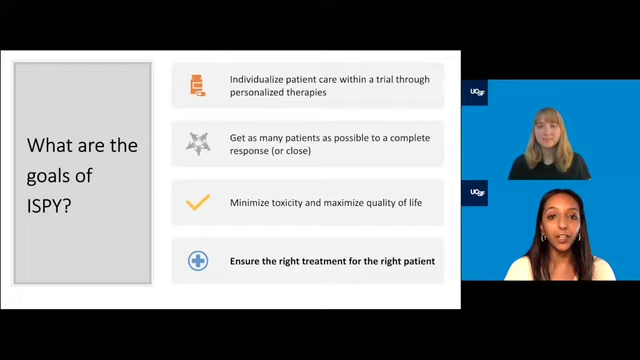 What are the
goals of
ISPY?
Individualize patient care within a trial through
personalized therapies
Get as many patients as possible to a complete
response (or close)
Minimize toxicity and maximize quality of life
Ensure the right treatment for the right patient
UCSF
UCSF